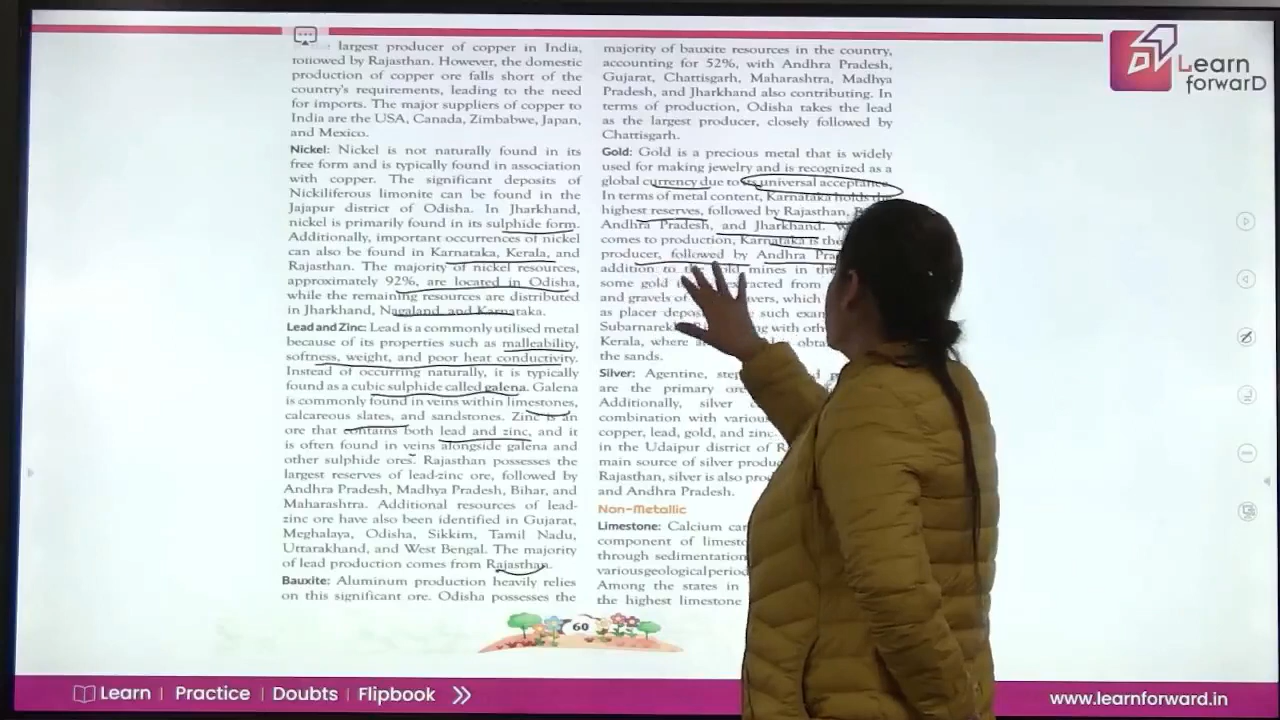 largest producer of copper in India,
followed by Rajasthan. However, the domestic
production of copper ore falls short of the
country's requirements, leading to the need
for imports. The major suppliers of copper to
India are the USA, Canada, Zimbabwe, Japan,
and Mexico.
Nickel: Nickel is not naturally found in its
free form and is typically found in association
with copper. The significant deposits of
Nickiliferous limonite can be found in the
Jajapur district of Odisha. In Jharkhand,
nickel is primarily found in its sulphide form.
Additionally, important occurrences of nickel
can also be found in Karnataka, Kerala, and
Rajasthan. The majority of nickel resources,
approximately 92%, are located in Odisha,
while the remaining resources are distributed
in Jharkhand, Nagaland, and Karnataka.
Lead and Zinc: Lead is a commonly utilised metal
because of its properties such as malleability,
softness, weight, and poor heat conductivity.
Instead of occurring naturally, it is typically
found as a cubic sulphide called galena. Galena
is commonly found in veins within limestones,
calcareous slates, and sandstones. Zinc is an
ore that contains both lead and zinc, and it
is often found in veins alongside galena and
other sulphide ores. Rajasthan possesses the
largest reserves of lead-zinc ore, followed by
Andhra Pradesh, Madhya Pradesh, Bihar, and
Maharashtra. Additional resources of lead-
zinc ore have also been identified in Gujarat,
Meghalaya, Odisha, Sikkim, Tamil Nadu,
Uttarakhand, and West Bengal. The majority
of lead production comes from Rajasthan.
Bauxite: Aluminum production heavily relies
on this significant ore. Odisha possesses the
majority of bauxite resources in the country,
accounting for 52%, with Andhra Pradesh,
Gujarat, Chattisgarh, Maharashtra, Madhya
Pradesh, and Jharkhand also contributing. In
terms of production, Odisha takes the lead
as the largest producer, closely followed by
Chattisgarh.
Gold: Gold is a precious metal that is widely
used for making jewelry and is recognized as a
global currency due to its universal acceptance.
In terms of metal content, Karnataka holds the
highest reserves, followed by Rajasthan,
Andhra Pradesh, and Jharkhand.
comes to production, Karnataka is the
producer, followed by Andhra
addition to the gold mines in the
some gold
and gravels of
as placer such
with
Kerala, where
the sands.
Silver: Agentine,
are the primary
Additionally, silver
combination with various
copper, lead, gold, and zinc
in the Udaipur district of
main source of silver
Rajasthan, silver is also
and Andhra Pradesh.
Non-Metallic
Limestone: Calcium
component of
through sedimentation
various geological
Among the states in
the highest limestone
60
Learn forwarD
Learn | Practice | Doubts | Flipbook
www.learnforward.in